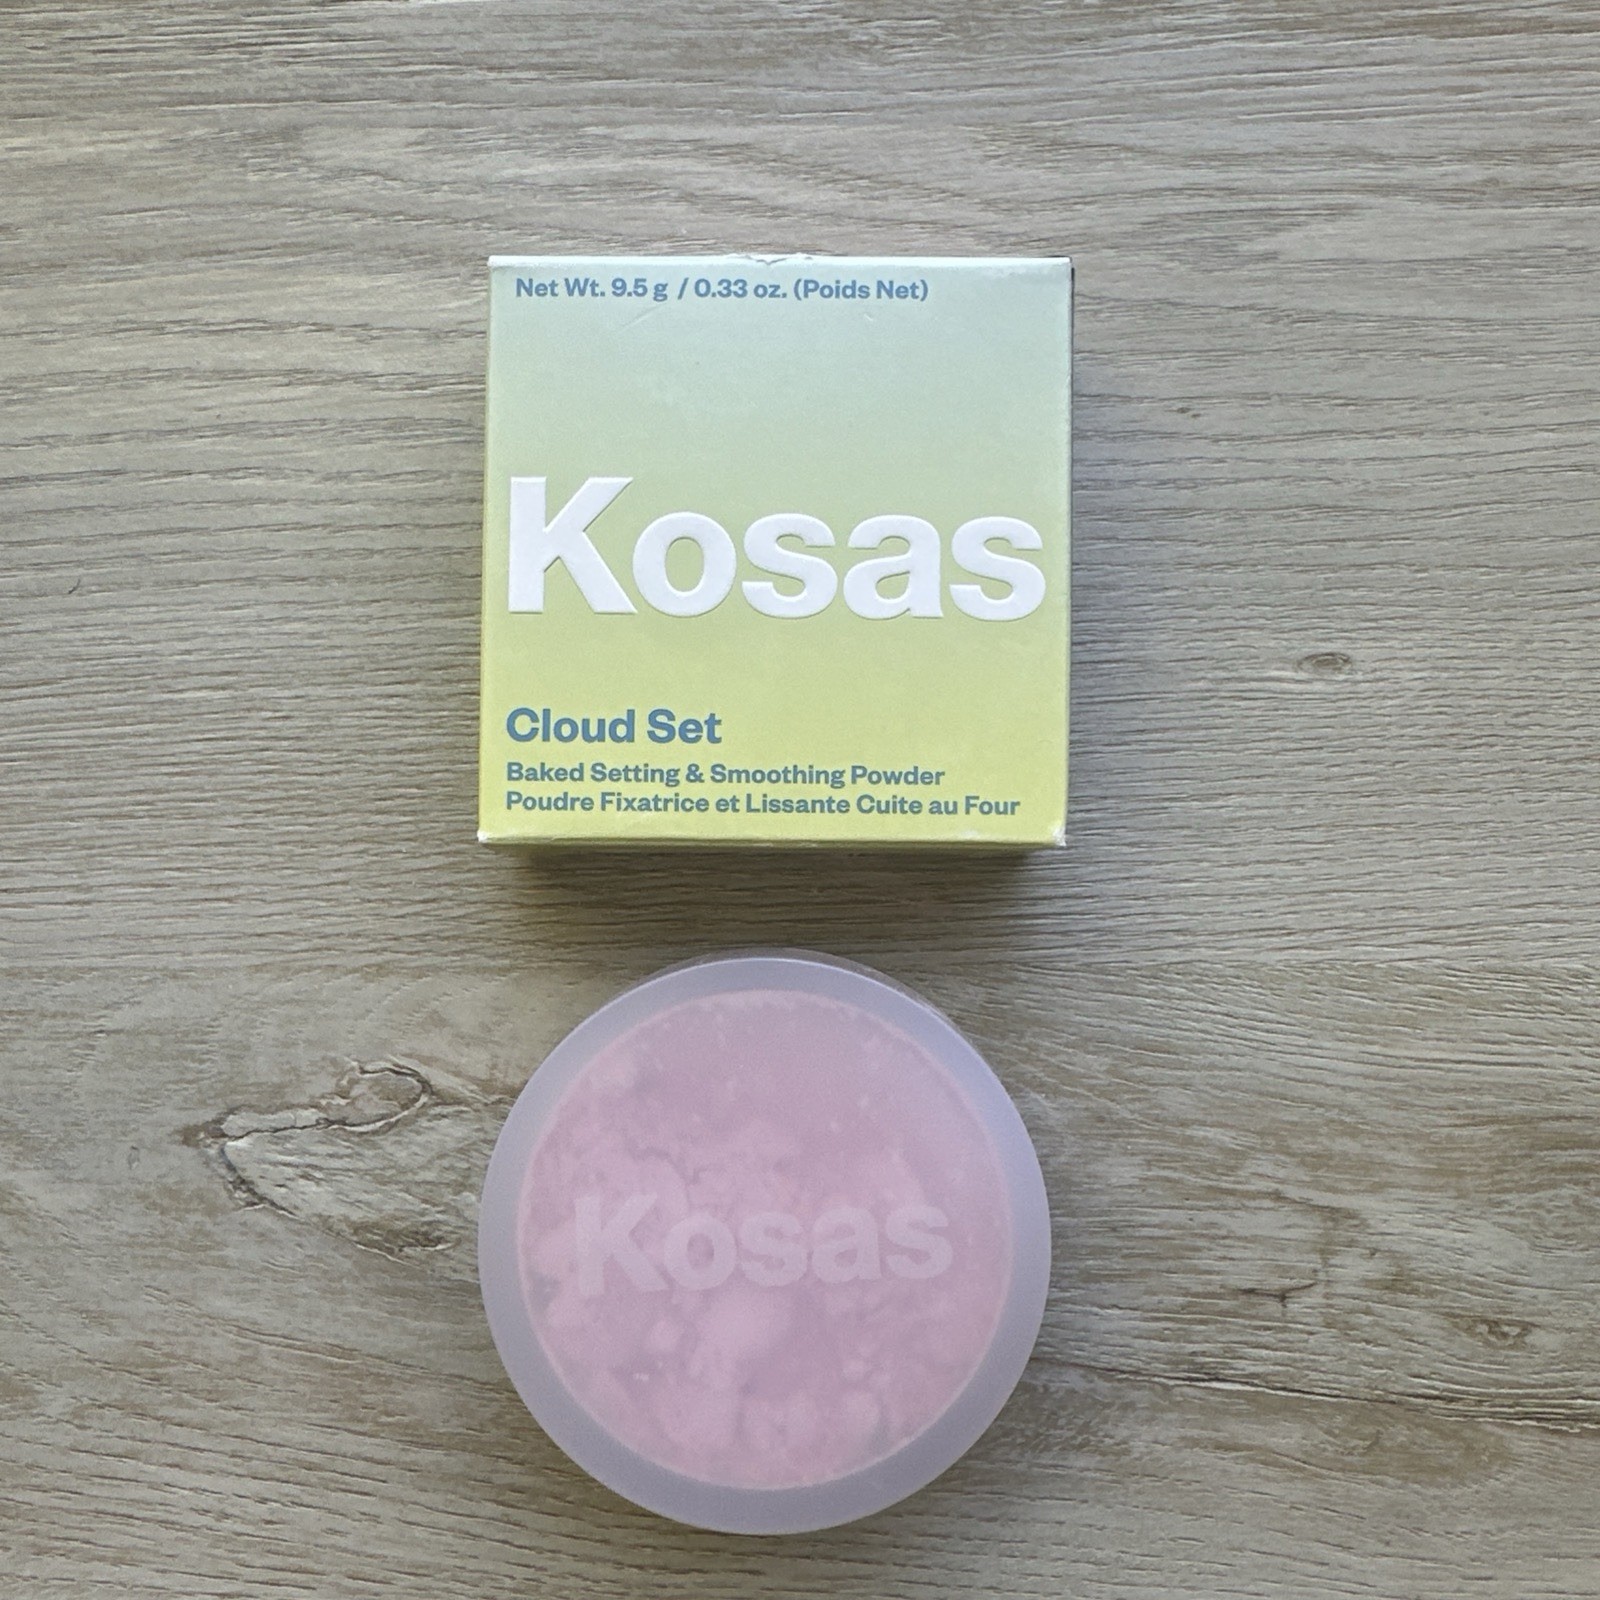 Net Wt. 9.5 g / 0.33 oz. (Poids Net)
Kosas
Cloud Set
Baked Setting & Smoothing Powder
Poudre Fixatrice et Lissante Cuite au Four
Kosas